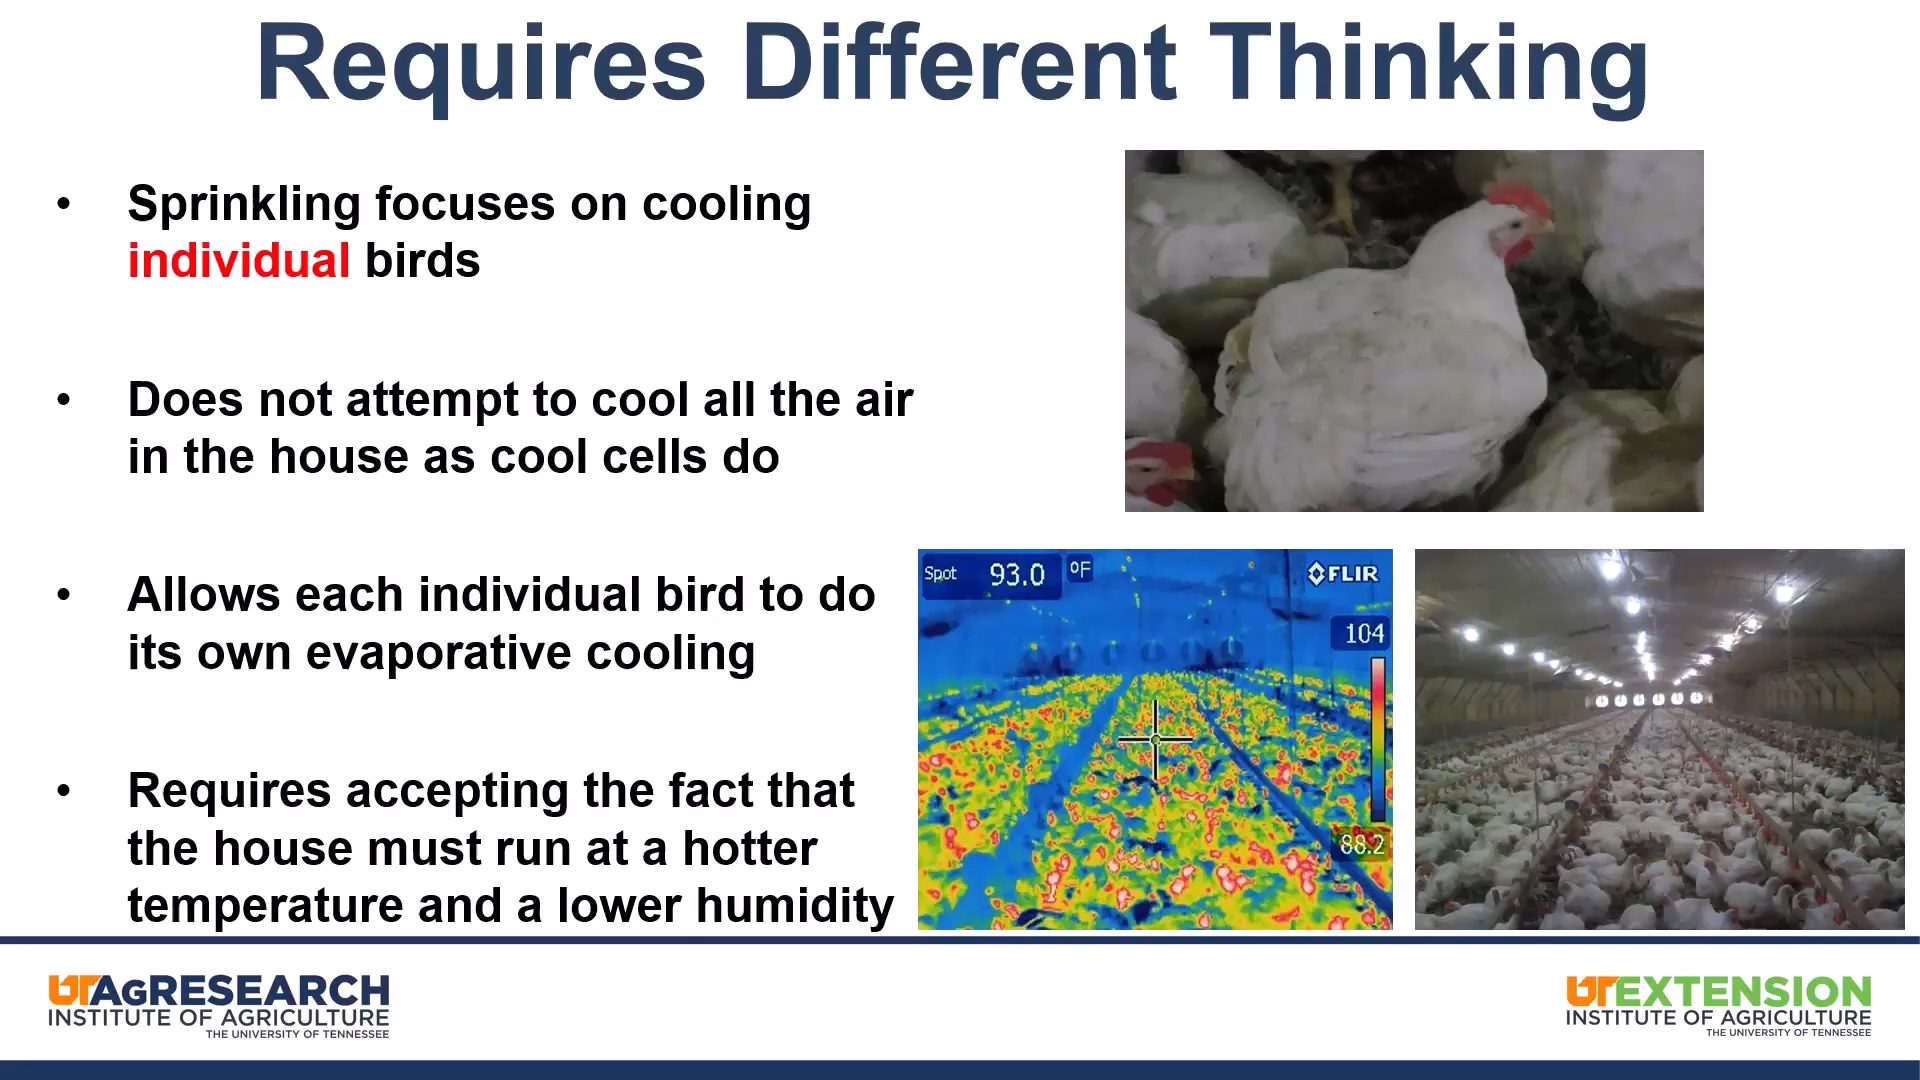 Requires Different Thinking
• Sprinkling focuses on cooling
individual birds
• Does not attempt to cool all the air
in the house as cool cells do
• Allows each individual bird to do
its own evaporative cooling
• Requires accepting the fact that
the house must run at a hotter
temperature and a lower humidity
Spot 93.0 °F
FLIR
104
88.2
UTAGRESEARCH
INSTITUTE OF AGRICULTURE
THE UNIVERSITY OF TENNESSEE
UTEXTENSION
INSTITUTE OF AGRICULTURE
THE UNIVERSITY OF TENNESSEE